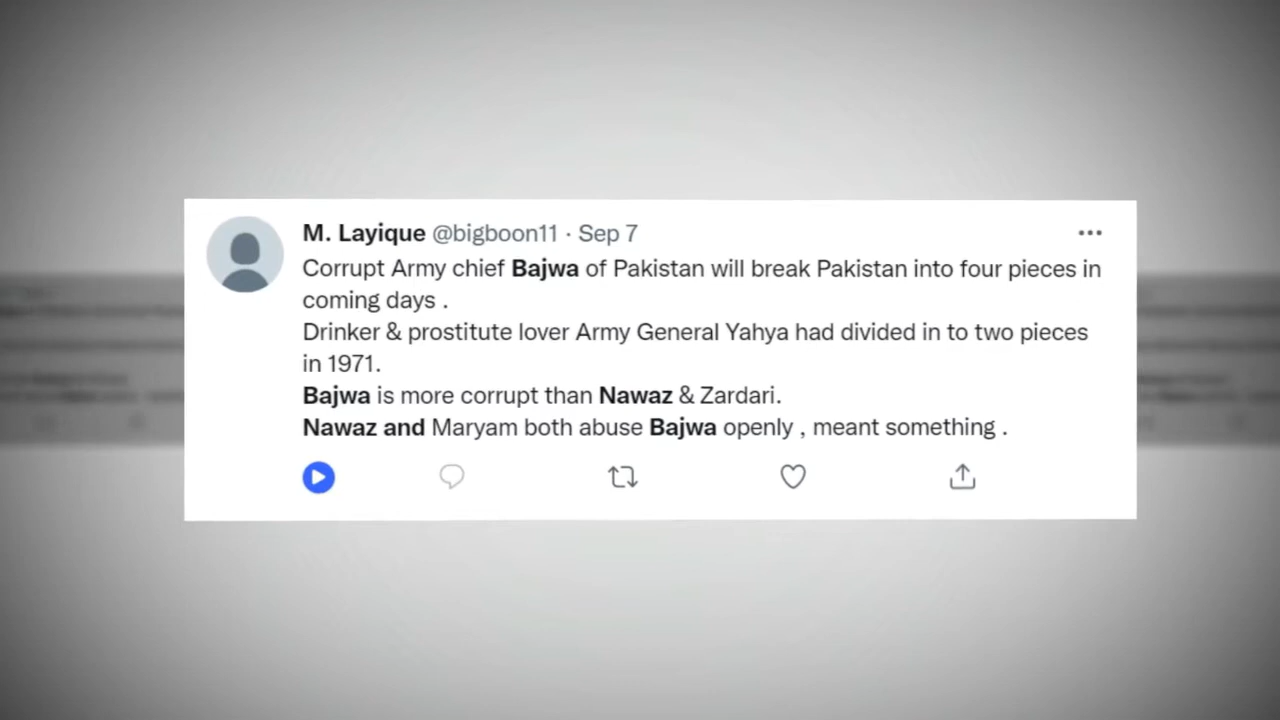 M. Layique @bigboon11 · Sep 7
Corrupt Army chief Bajwa of Pakistan will break Pakistan into four pieces in
coming days .
Drinker & prostitute lover Army General Yahya had divided in to two pieces
in 1971.
Bajwa is more corrupt than Nawaz & Zardari.
Nawaz and Maryam both abuse Bajwa openly , meant something .